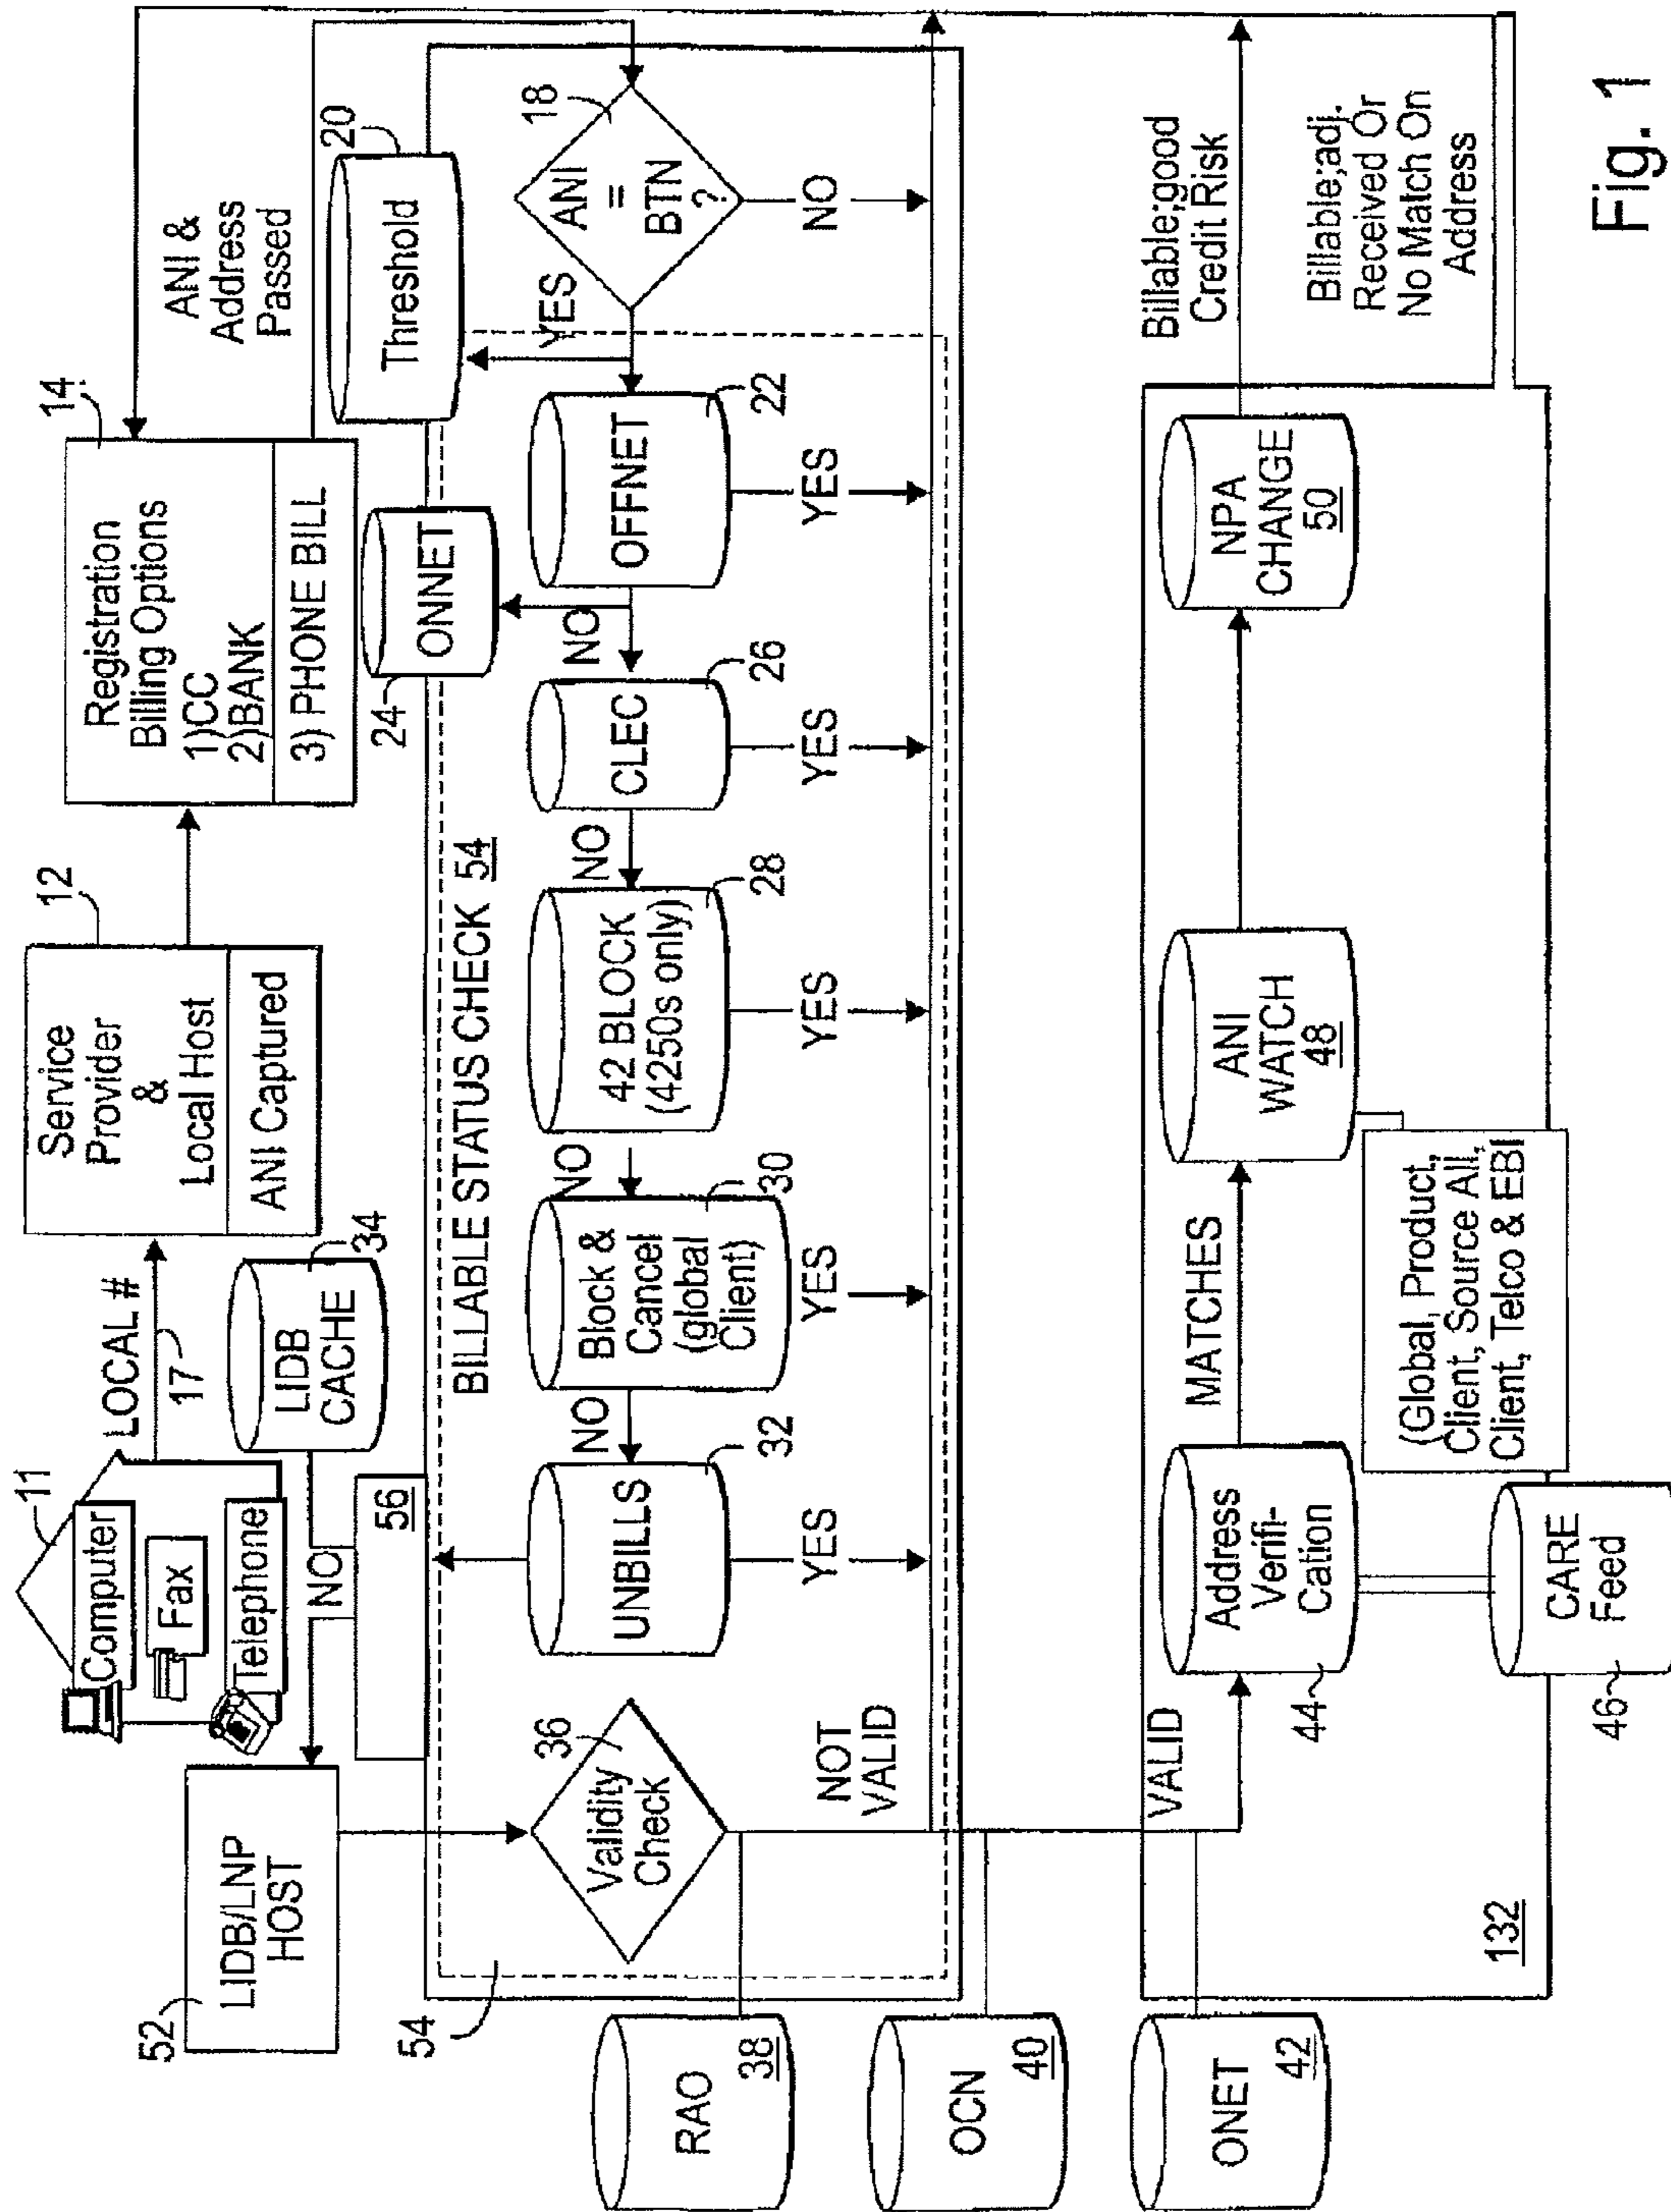 11
Computer
Fax
Telephone
LOCAL #
17
12
Service
Provider
&
Local Host
ANI Captured
14
Registration
Billing Options
1)CC
2)BANK
3) PHONE BILL
ANI &
Address
Passed
52
LIDB/LNP
HOST
NO
56
LIDB
CACHE
34
24
ONNET
Threshold
20
54
BILLABLE STATUS CHECK 54
Validity
Check
36
UNBILLS
32
NO
Block &
Cancel
(global
Client)
30
NO
42 BLOCK
(4250s only)
28
NO
CLEC
26
NO
OFFNET
22
YES
ANI
=
BTN
?
18
NOT
VALID
YES
YES
YES
YES
YES
NO
RAO
38
OCN
40
ONET
42
VALID
Address
Verifi-
Cation
44
MATCHES
ANI
WATCH
48
NPA
CHANGE
50
Billable;good
Credit Risk
Billable;adj.
Received Or
No Match On
Address
CARE
Feed
46
(Global, Product,
Client, Source All,
Client, Telco & EBI
132
Fig. 1